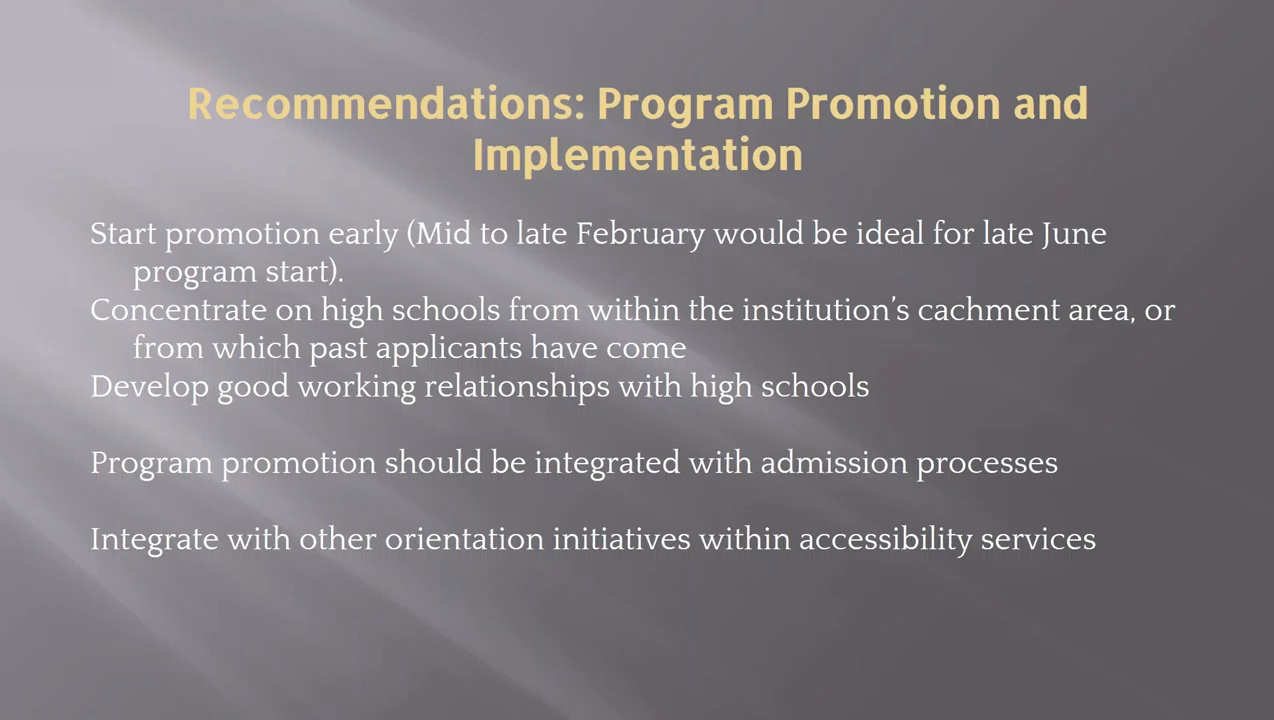 Recommendations: Program Promotion and
Implementation
Start promotion early (Mid to late February would be ideal for late June
program start).
Concentrate on high schools from within the institution’s cachment area, or
from which past applicants have come
Develop good working relationships with high schools
Program promotion should be integrated with admission processes
Integrate with other orientation initiatives within accessibility services